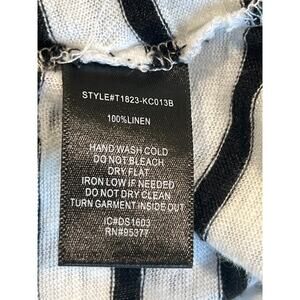 STYLE#T1823-KC013B
100%LINEN
HAND WASH COLD
DO NOT BLEACH
DRY FLAT
IRON LOW IF NEEDED
DO NOT DRY CLEAN
TURN GARMENT INSIDE OUT
IC#DS1603
RN#95377